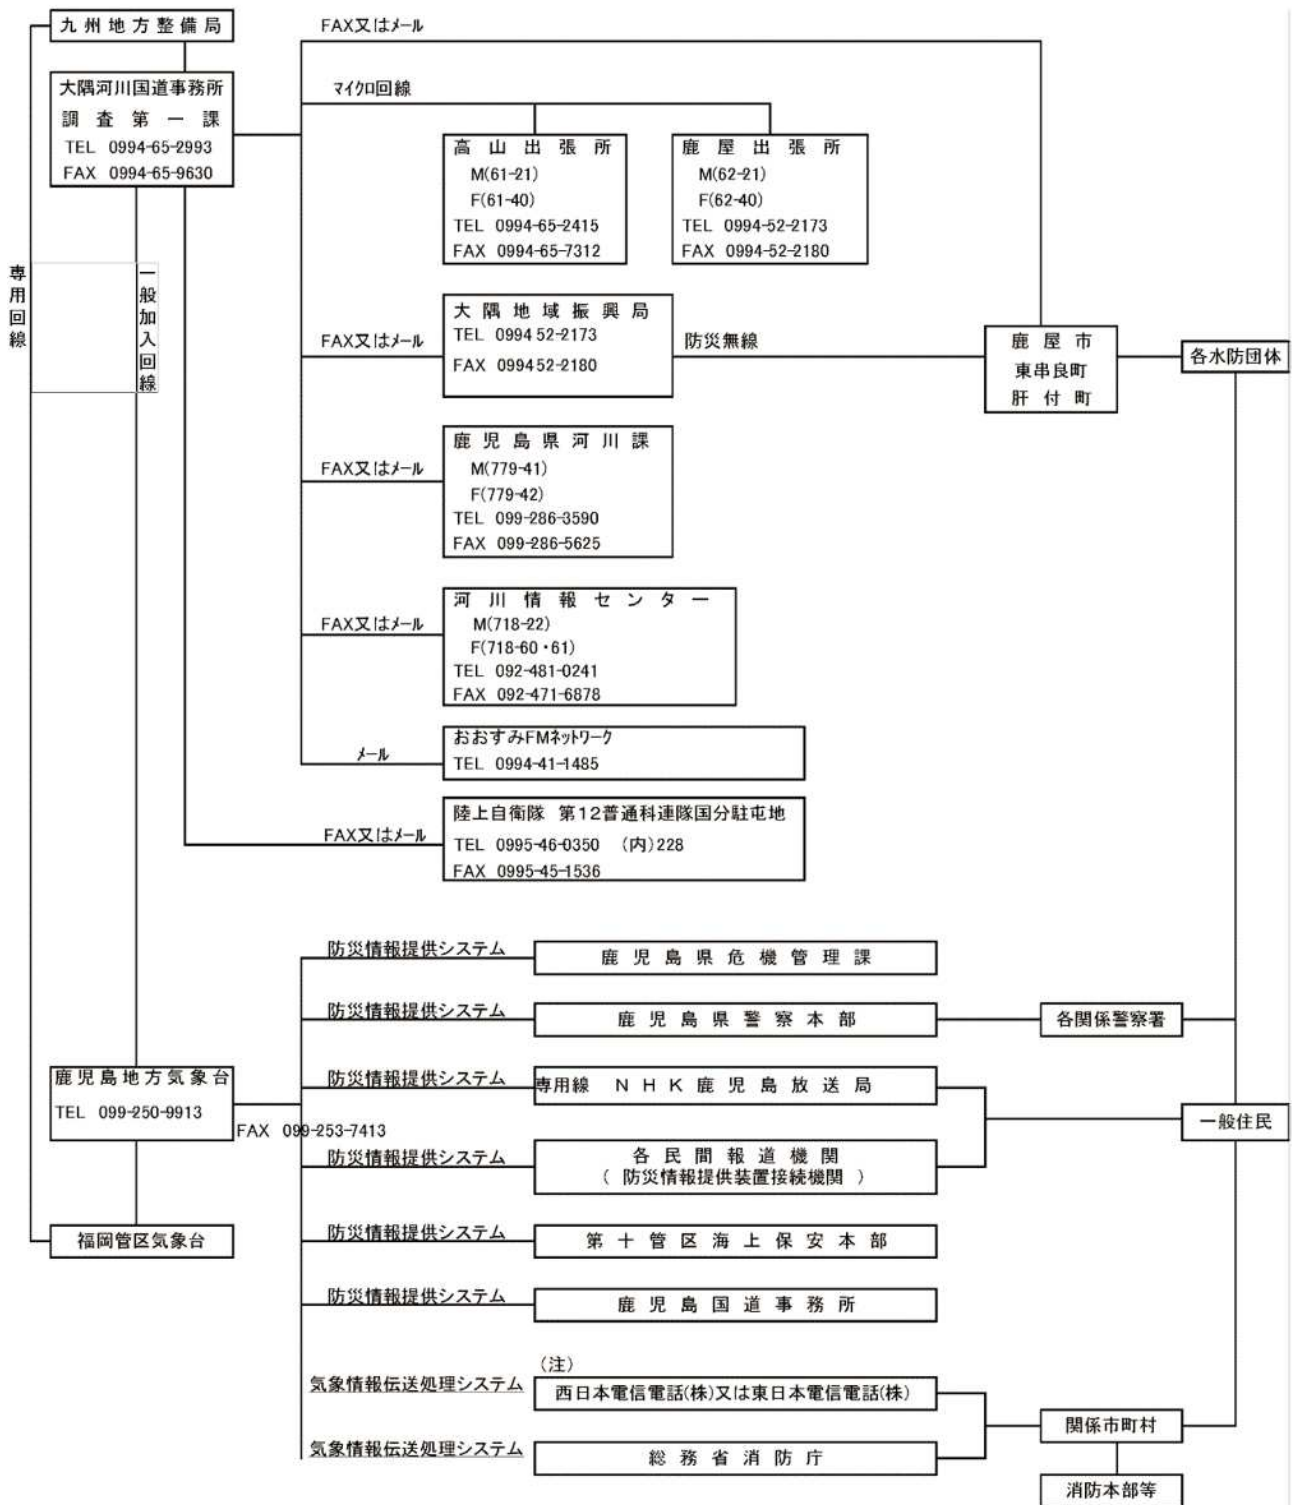 九州地方整備局
FAX又はメール
大隅河川国道事務所
調査第一課
TEL 0994-65-2993
FAX 0994-65-9630
マイクロ回線
高山出張所
M(61-21)
F(61-40)
TEL 0994-65-2415
FAX 0994-65-7312
鹿屋出張所
M(62-21)
F(62-40)
TEL 0994-52-2173
FAX 0994-52-2180
専用回線
一般加入回線
FAX又はメール
大隅地域振興局
TEL 0994 52-2173
FAX 099452-2180
防災無線
鹿屋市
東串良町
肝付町
各水防団体
FAX又はメール
鹿児島県河川課
M(779-41)
F(779-42)
TEL 099-286-3590
FAX 099-286-5625
FAX又はメール
河川情報センター
M(718-22)
F(718-60・61)
TEL 092-481-0241
FAX 092-471-6878
メール
おおすみFMネットワーク
TEL 0994-41-1485
FAX又はメール
陸上自衛隊 第12普通科連隊国分駐屯地
TEL 0995-46-0350 (内)228
FAX 0995-45-1536
防災情報提供システム
鹿児島県危機管理課
防災情報提供システム
鹿児島県警察本部
各関係警察署
鹿児島地方気象台
TEL 099-250-9913
FAX 099-253-7413
防災情報提供システム
専用線 NHK鹿児島放送局
一般住民
防災情報提供システム
各民間報道機関
( 防災情報提供装置接続機関 )
福岡管区気象台
防災情報提供システム
第十管区海上保安本部
防災情報提供システム
鹿児島国道事務所
(注)
気象情報伝送処理システム
西日本電信電話(株)又は東日本電信電話(株)
関係市町村
気象情報伝送処理システム
総務省消防庁
消防本部等